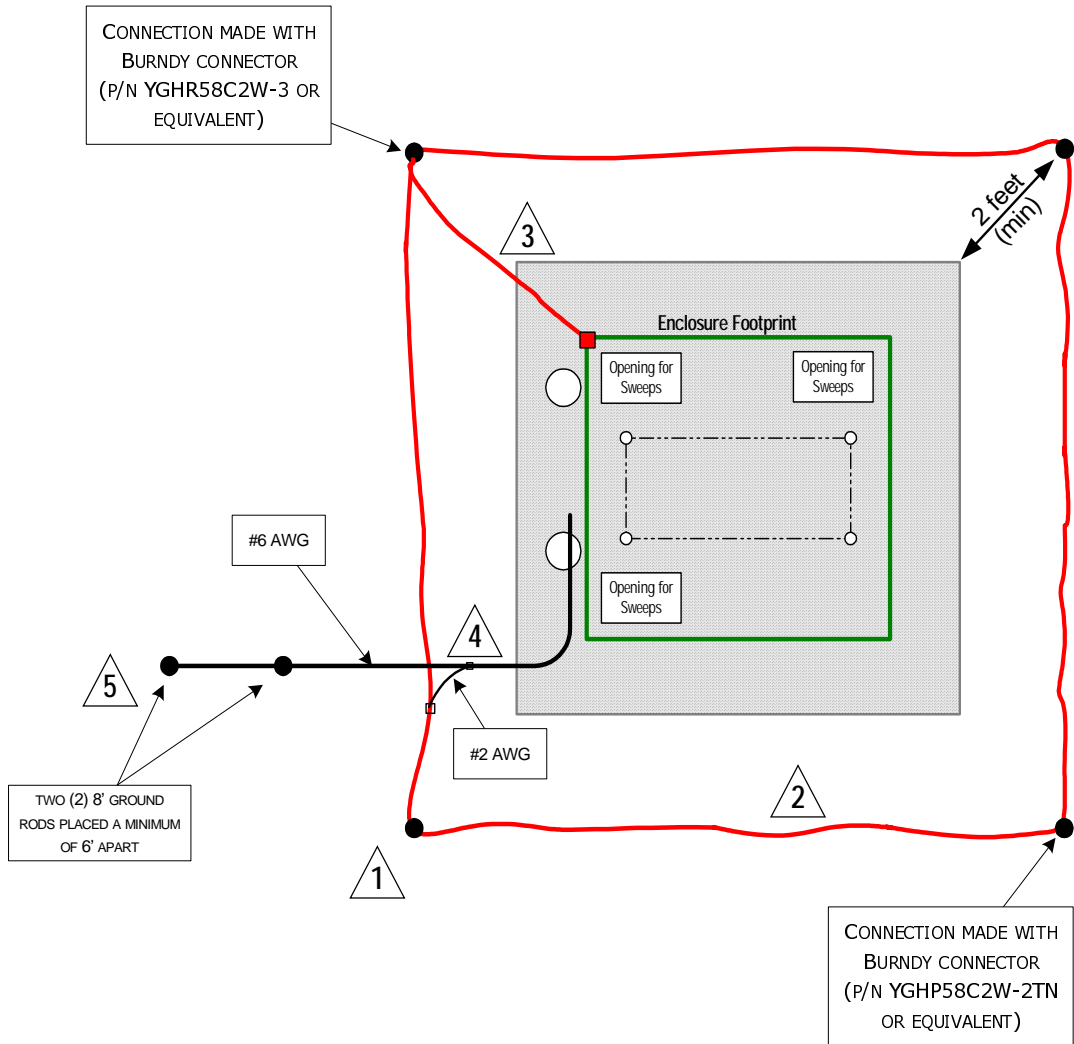 CONNECTION MADE WITH
BURNDY CONNECTOR
(P/N YGHR58C2W-3 OR
EQUIVALENT)
2 feet
(min)
3
Enclosure Footprint
Opening for
Sweeps
Opening for
Sweeps
#6 AWG
Opening for
Sweeps
4
5
#2 AWG
TWO (2) 8' GROUND
RODS PLACED A MINIMUM
OF 6' APART
2
1
CONNECTION MADE WITH
BURNDY CONNECTOR
(P/N YGHP58C2W-2TN
OR EQUIVALENT)